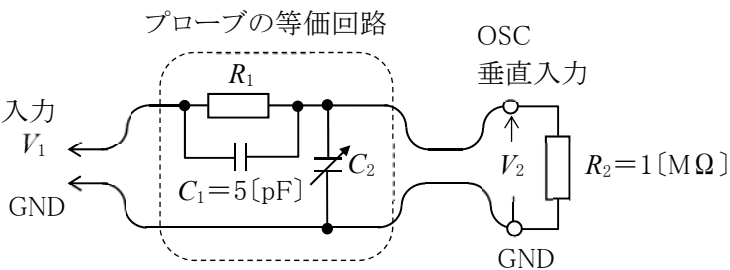 プローブの等価回路
OSC
垂直入力
R₁
入力
V₁
C₂
V₂
R₂＝1〔MΩ〕
C₁＝5〔pF〕
GND
GND